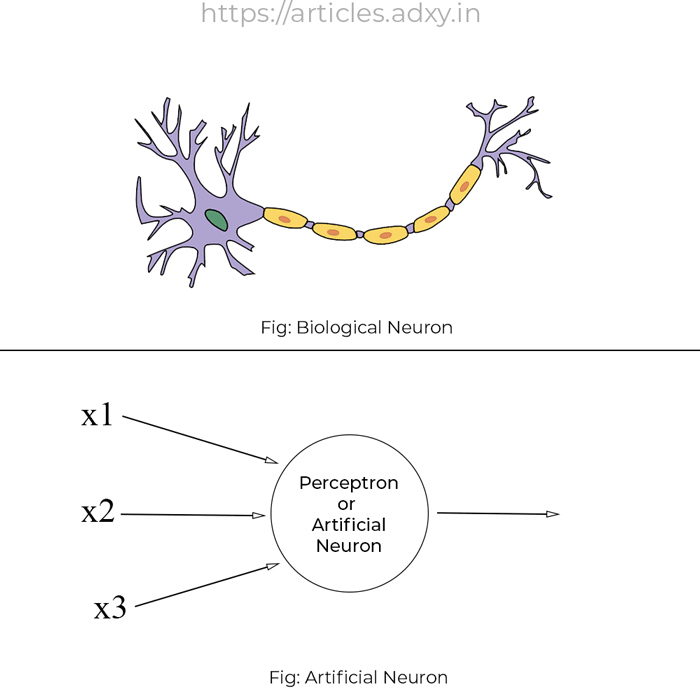 https://articles.adxy.in
Fig: Biological Neuron
x1
x2
x3
Perceptron
or
Artificial
Neuron
Fig: Artificial Neuron